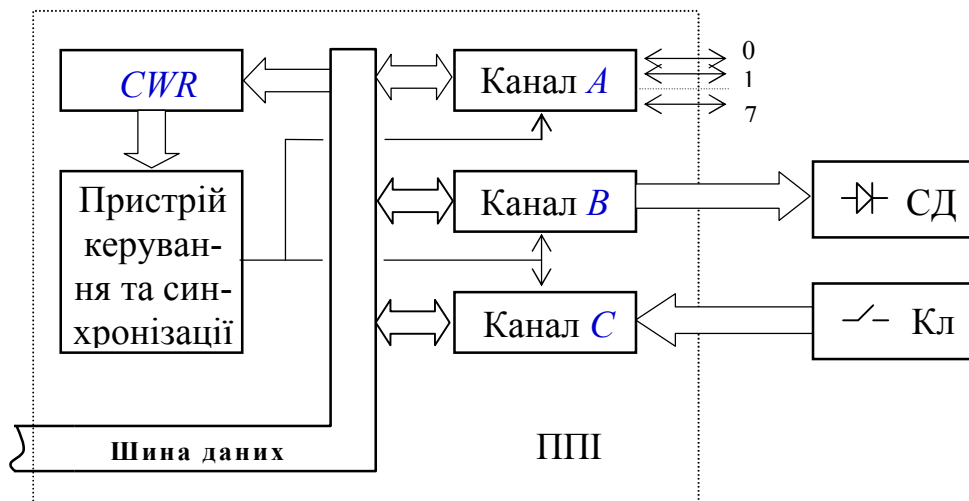 CWR
Канал A
0
1
7
Пристрій
керуван-
ня та син-
хронізації
Канал B
СД
Канал C
Кл
Шина даних
ППІ